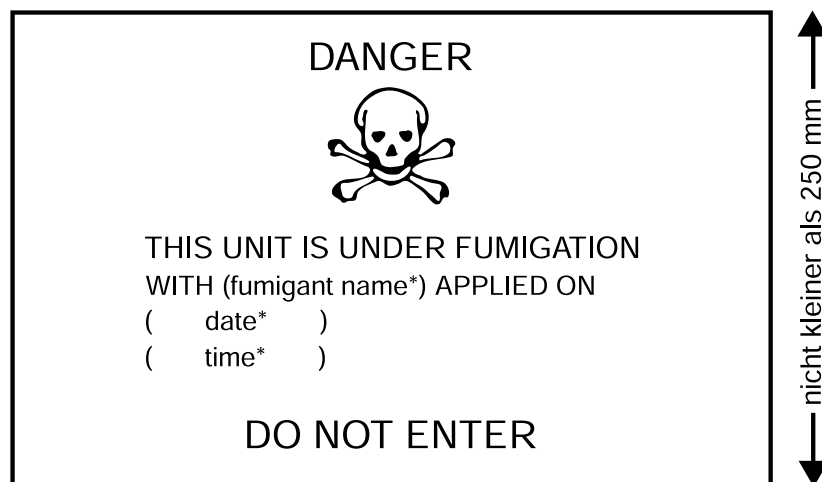 DANGER
THIS UNIT IS UNDER FUMIGATION
WITH (fumigant name*) APPLIED ON
( date* )
( time* )
DO NOT ENTER
nicht kleiner als 250 mm